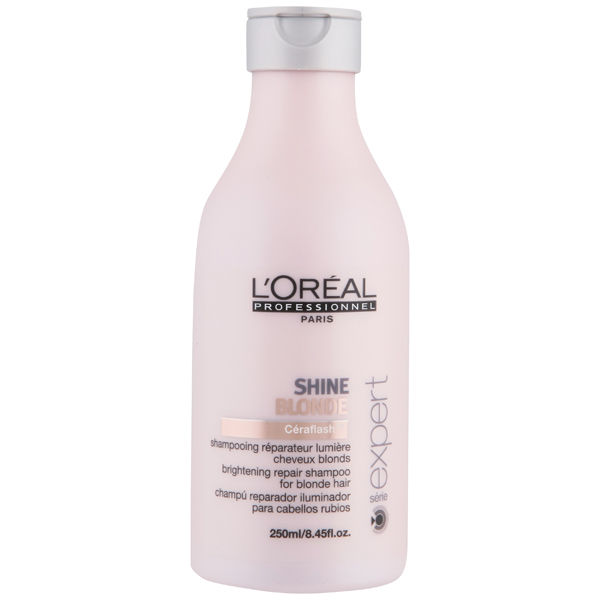 L'ORÉAL
PROFESSIONNEL
PARIS
SHINE
BLONDE
Céraflash
shampooing réparateur lumière
cheveux blonds
brightening repair shampoo
for blonde hair
champú reparador iluminador
para cabellos rubios
250ml/8.45fl.oz.
série expert